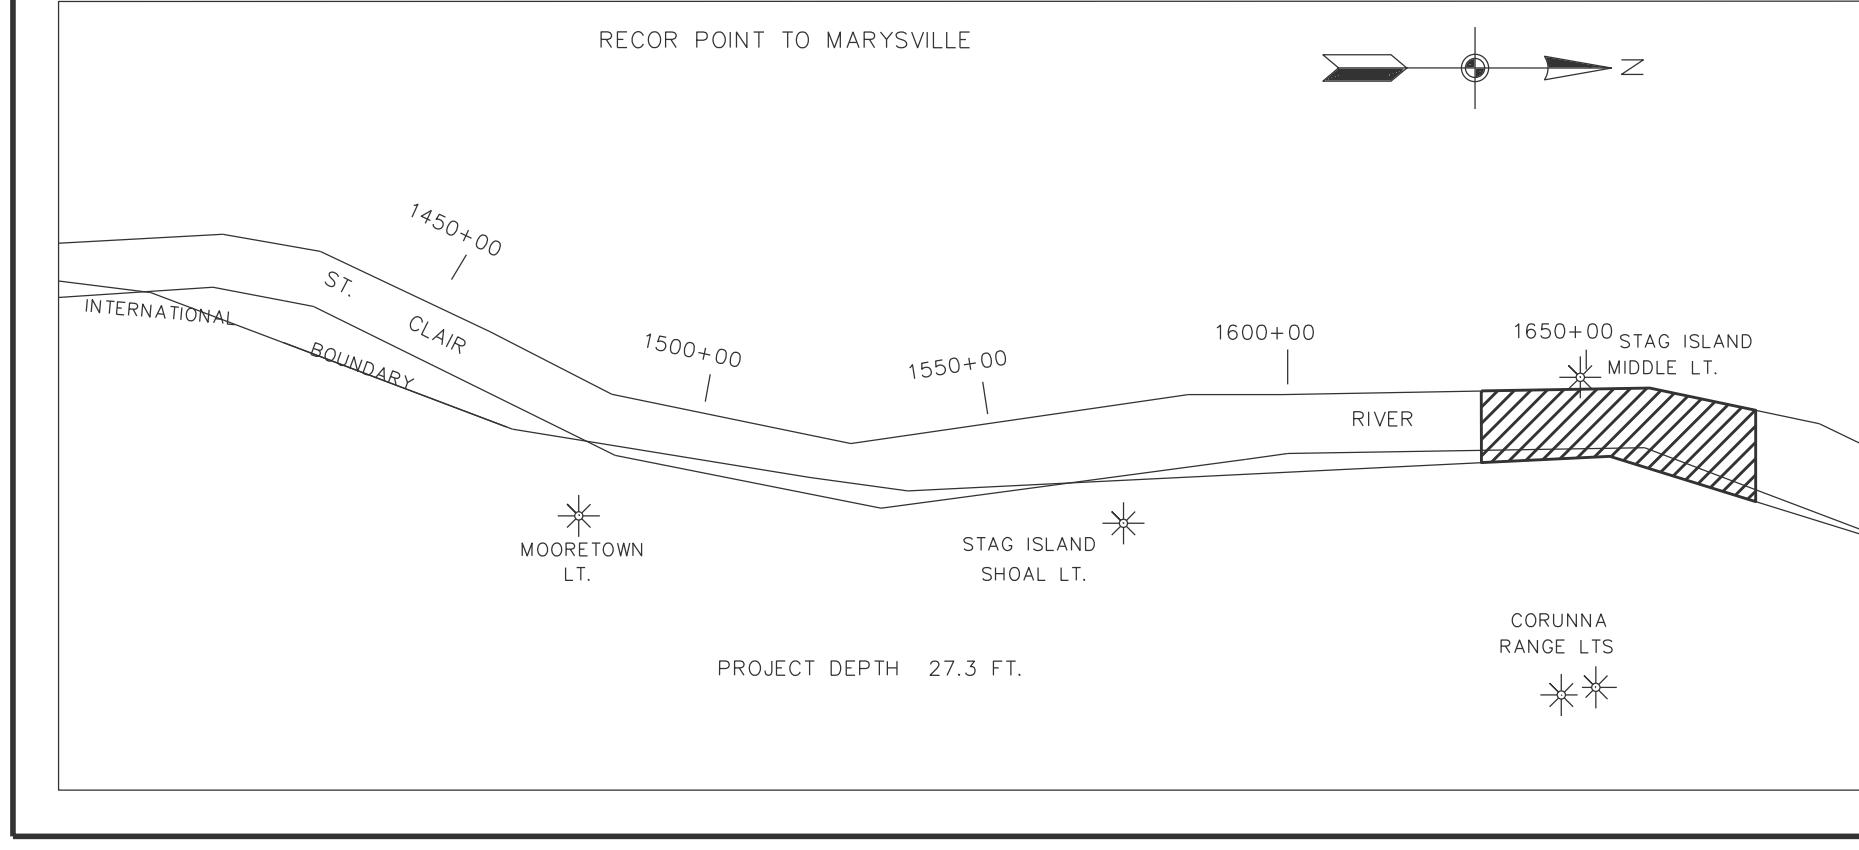 RECOR POINT TO MARYSVILLE
N
1450+00
ST.
CLAIR
INTERNATIONAL
BOUNDARY
1500+00
1550+00
1600+00
1650+00
STAG ISLAND
MIDDLE LT.
RIVER
MOORETOWN
LT.
STAG ISLAND
SHOAL LT.
CORUNNA
RANGE LTS
PROJECT DEPTH 27.3 FT.